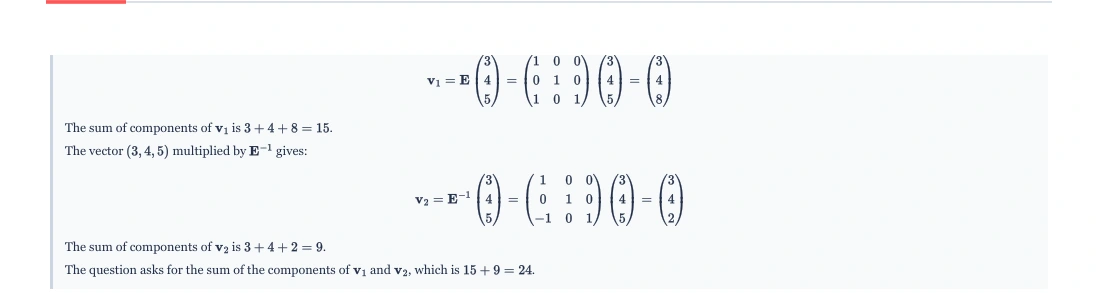 v₁ = E (3 4 5) = (1 0 0 0 1 0 1 0 1) (3 4 5) = (3 4 8)
The sum of components of v₁ is 3 + 4 + 8 = 15.
The vector (3, 4, 5) multiplied by E⁻¹ gives:
v₂ = E⁻¹ (3 4 5) = (1 0 0 0 1 0 −1 0 1) (3 4 5) = (3 4 2)
The sum of components of v₂ is 3 + 4 + 2 = 9.
The question asks for the sum of the components of v₁ and v₂, which is 15 + 9 = 24.